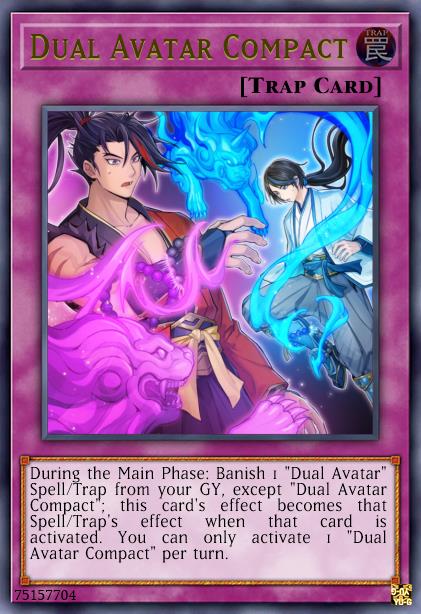 Dual Avatar Compact
TRAP
罠
[Trap Card]
During the Main Phase: Banish 1 "Dual Avatar"
Spell/Trap from your GY, except "Dual Avatar
Compact"; this card's effect becomes that
Spell/Trap's effect when that card is
activated. You can only activate 1 "Dual
Avatar Compact" per turn.
75157704